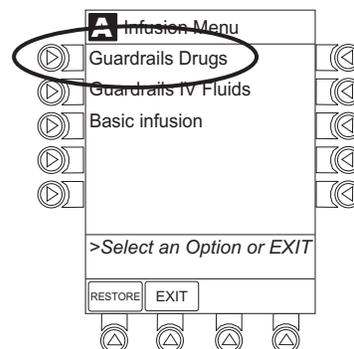 A Infusion Menu
Guardrails Drugs
Guardrails IV Fluids
Basic infusion
>Select an Option or EXIT
RESTORE EXIT